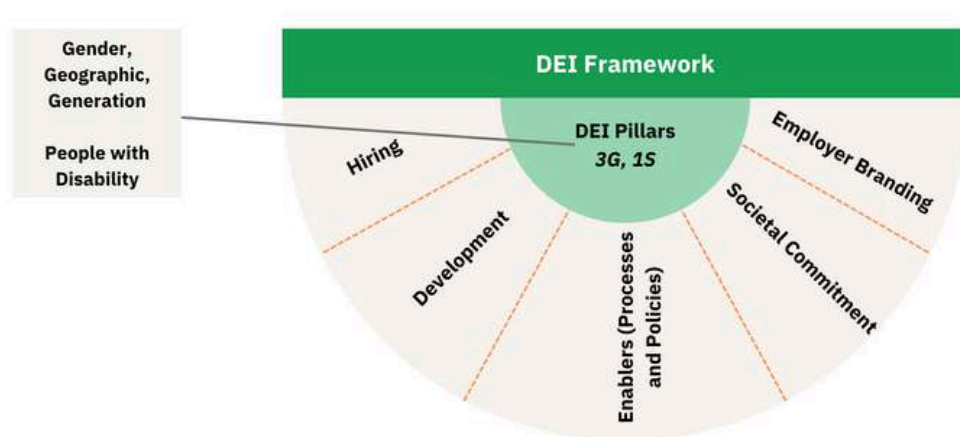 Gender,
Geographic,
Generation
People with
Disability
DEI Framework
DEI Pillars
3G, 1S
Hiring
Development
Enablers (Processes
and Policies)
Societal Commitment
Employer Branding